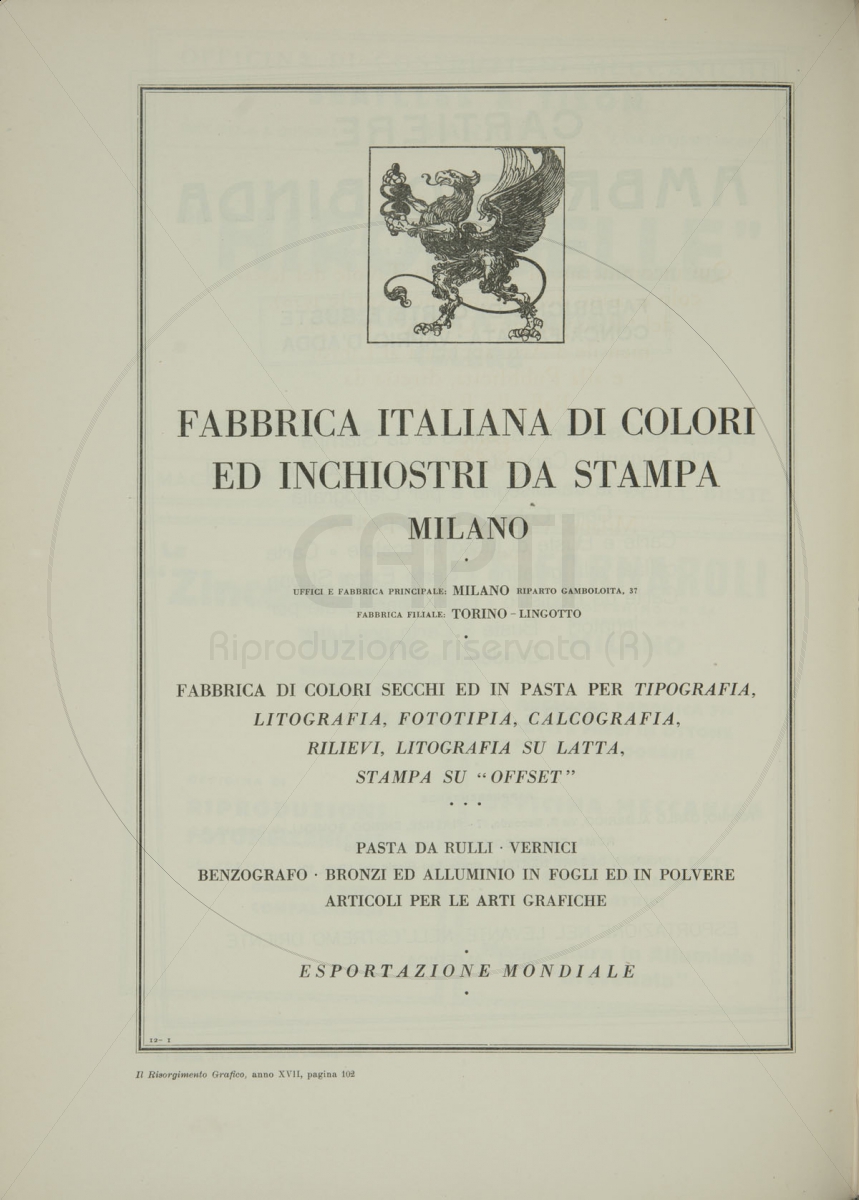 FABBRICA ITALIANA DI COLORI
ED INCHIOSTRI DA STAMPA
MILANO
UFFICI E FABBRICA PRINCIPALE: MILANO RIPARTO GAMBOLOITA, 37
FABBRICA FILIALE: TORINO - LINGOTTO
CAPTI
Riproduzione riservata (R)
FABBRICA DI COLORI SECCHI ED IN PASTA PER TIPOGRAFIA,
LITOGRAFIA, FOTOTIPIA, CALCOGRAFIA,
RILIEVI, LITOGRAFIA SU LATTA,
STAMPA SU “OFFSET”
PASTA DA RULLI · VERNICI
BENZOGRAFO · BRONZI ED ALLUMINIO IN FOGLI ED IN POLVERE
ARTICOLI PER LE ARTI GRAFICHE
ESPORTAZIONE MONDIALE
12- I
Il Risorgimento Grafico, anno XVII, pagina 102